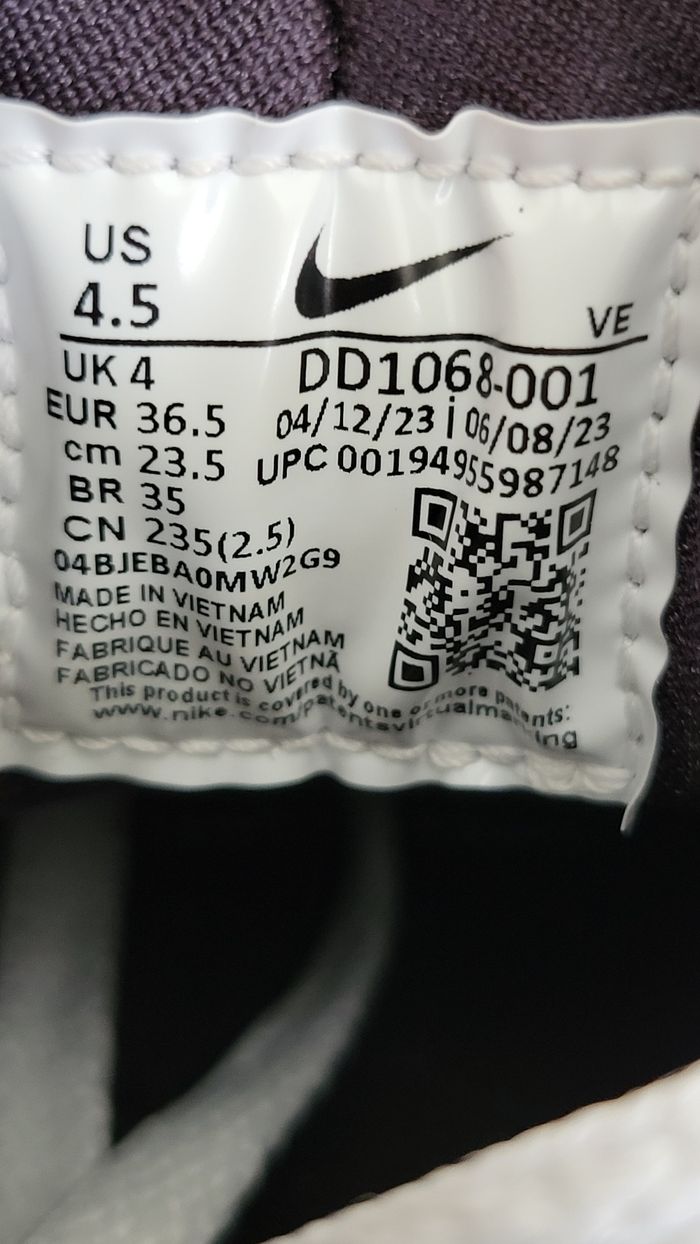 US
4.5
VE
UK 4
DD1068-001
EUR 36.5
04/12/23 | 06/08/23
cm 23.5
UPC 00194955987148
BR 35
CN 235(2.5)
04BJEBA0MW2G9
MADE IN VIETNAM
HECHO EN VIETNAM
FABRIQUE AU VIETNAM
FABRICADO NO VIETNÃ
This product is covered by one or more patents:
www.nike.com/patentsvirtualmarking